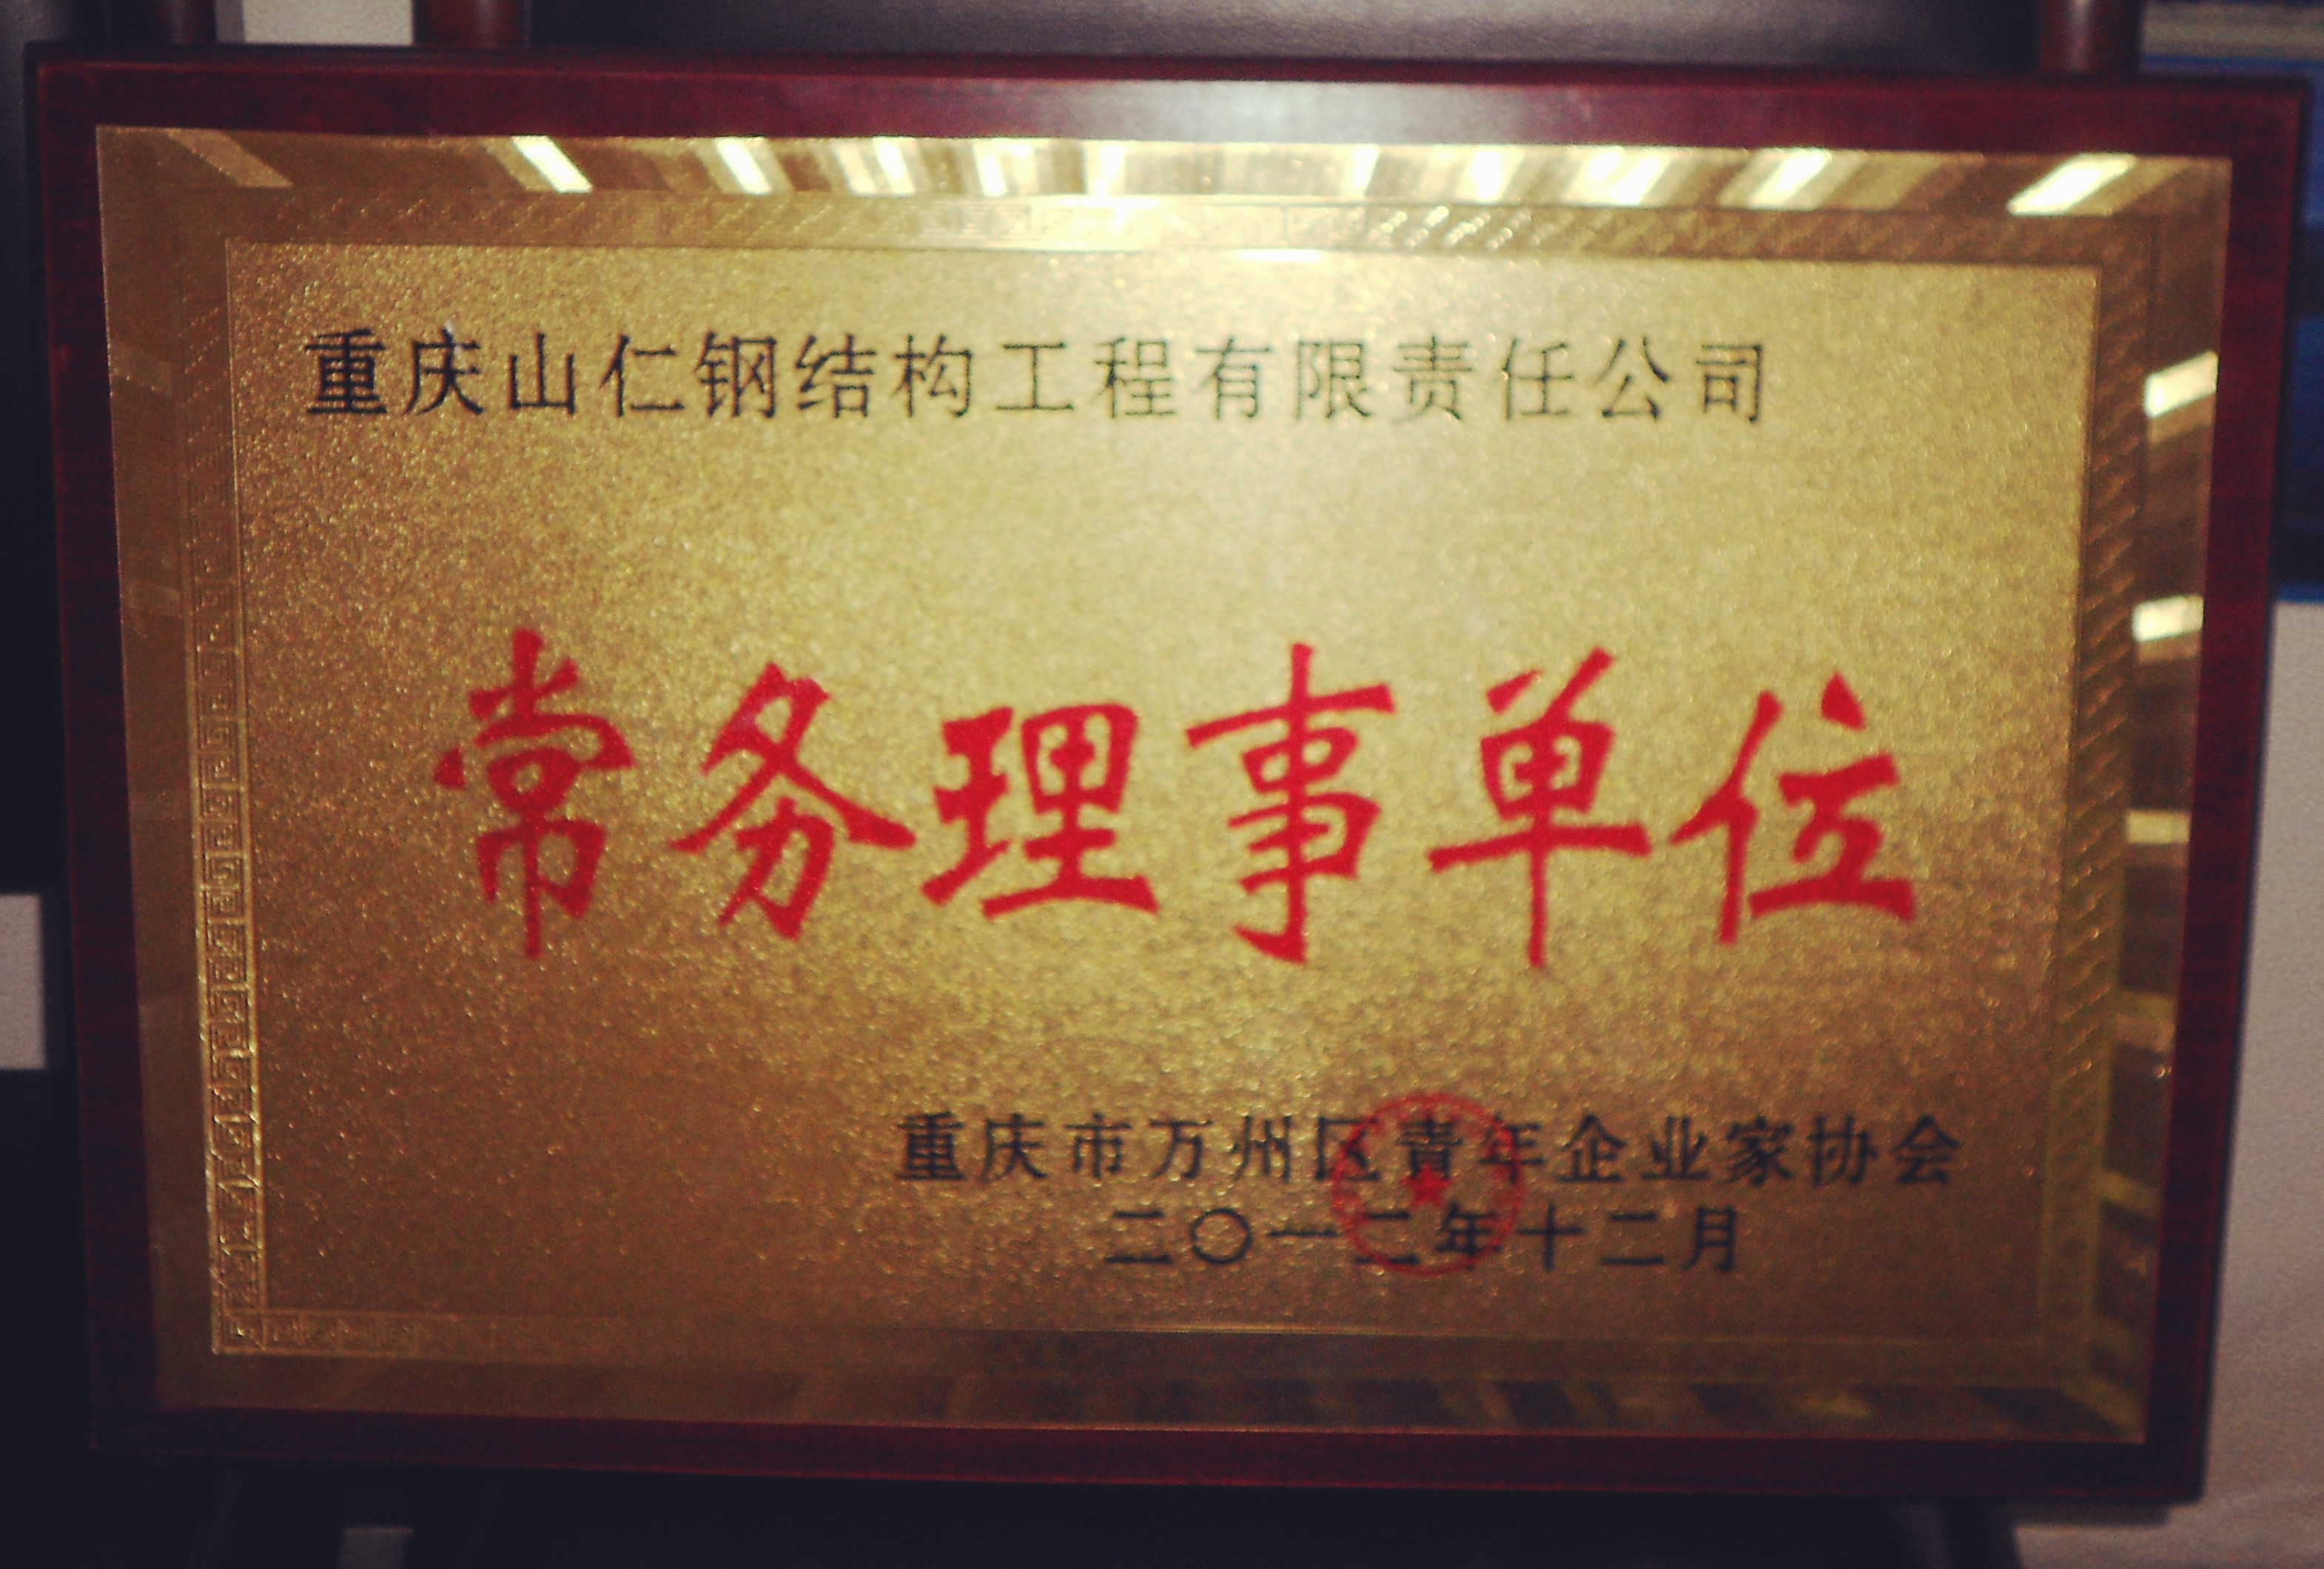 重庆山仁钢结构工程有限责任公司
常务理事单位
重庆市万州区青年企业家协会
二〇一二年十二月